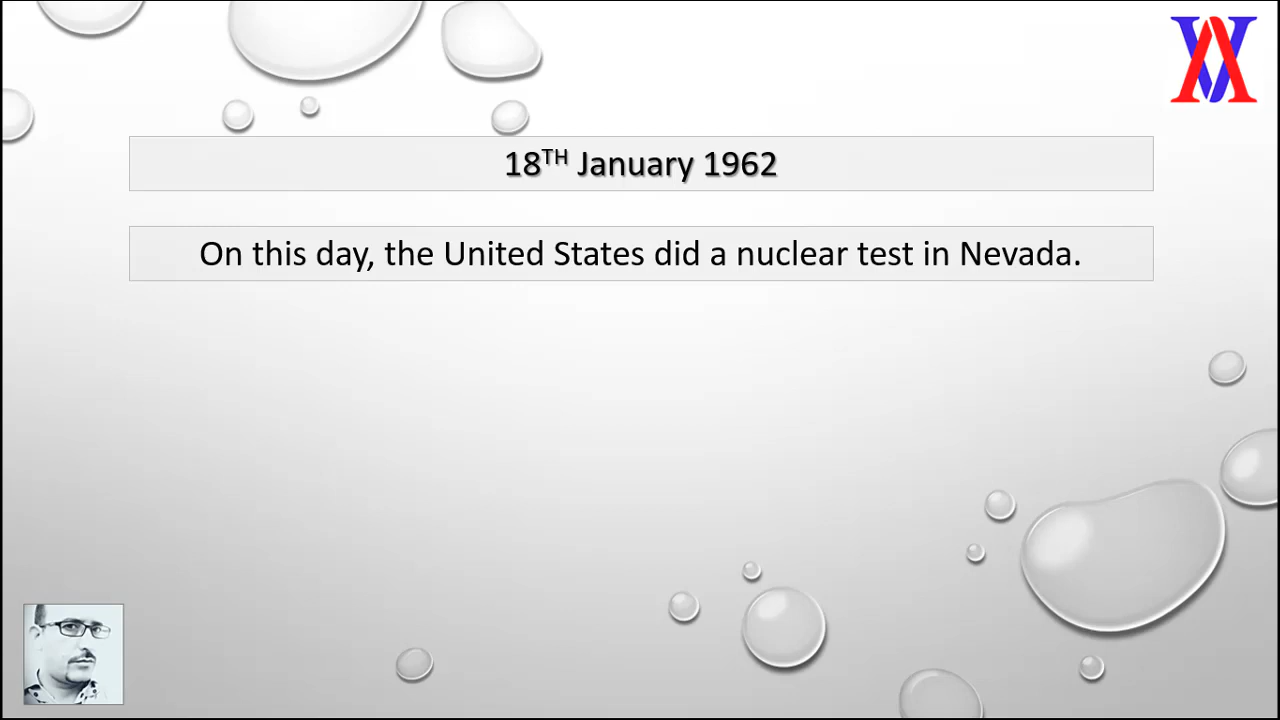 18TH January 1962
On this day, the United States did a nuclear test in Nevada.